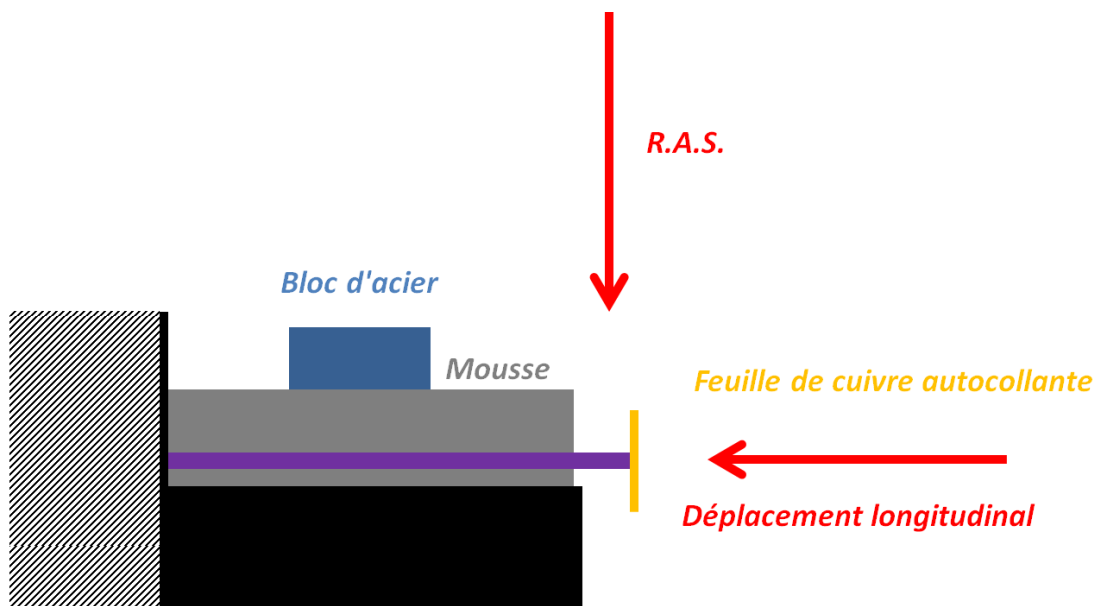 R.A.S.
Bloc d'acier
Mousse
Feuille de cuivre autocollante
Déplacement longitudinal